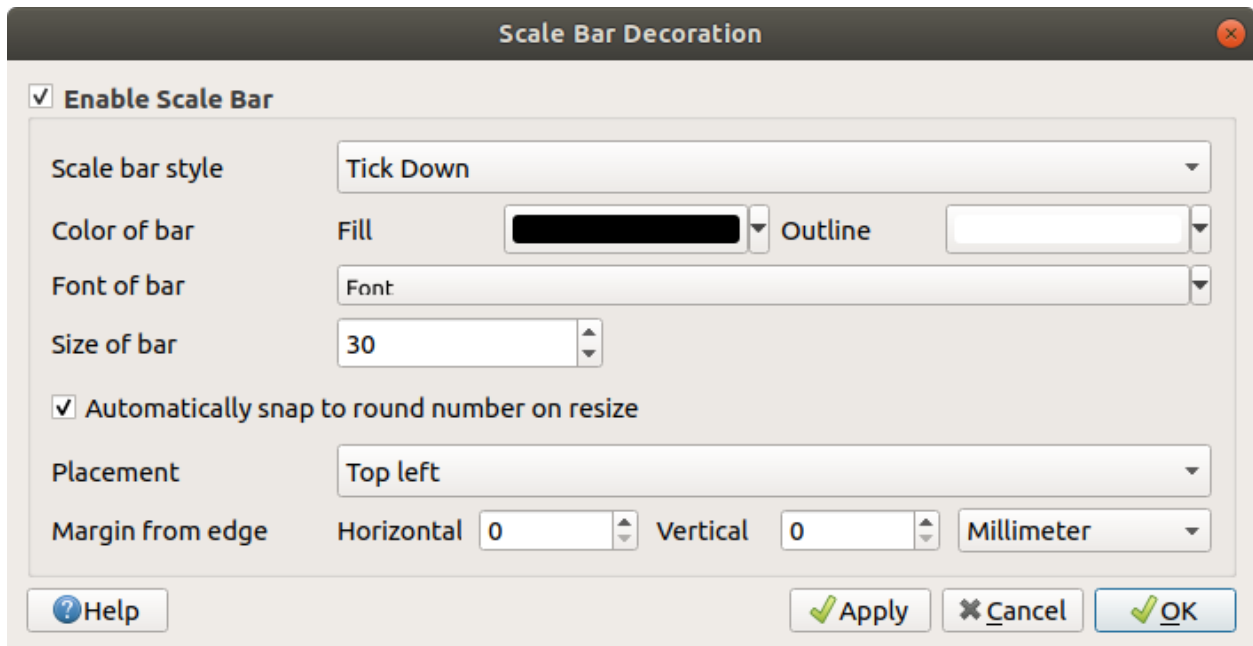 Scale Bar Decoration
Enable Scale Bar
Scale bar style Tick Down
Color of bar Fill Outline
Font of bar Font
Size of bar 30
Automatically snap to round number on resize
Placement Top left
Margin from edge Horizontal 0 Vertical 0 Millimeter
Help Apply Cancel OK